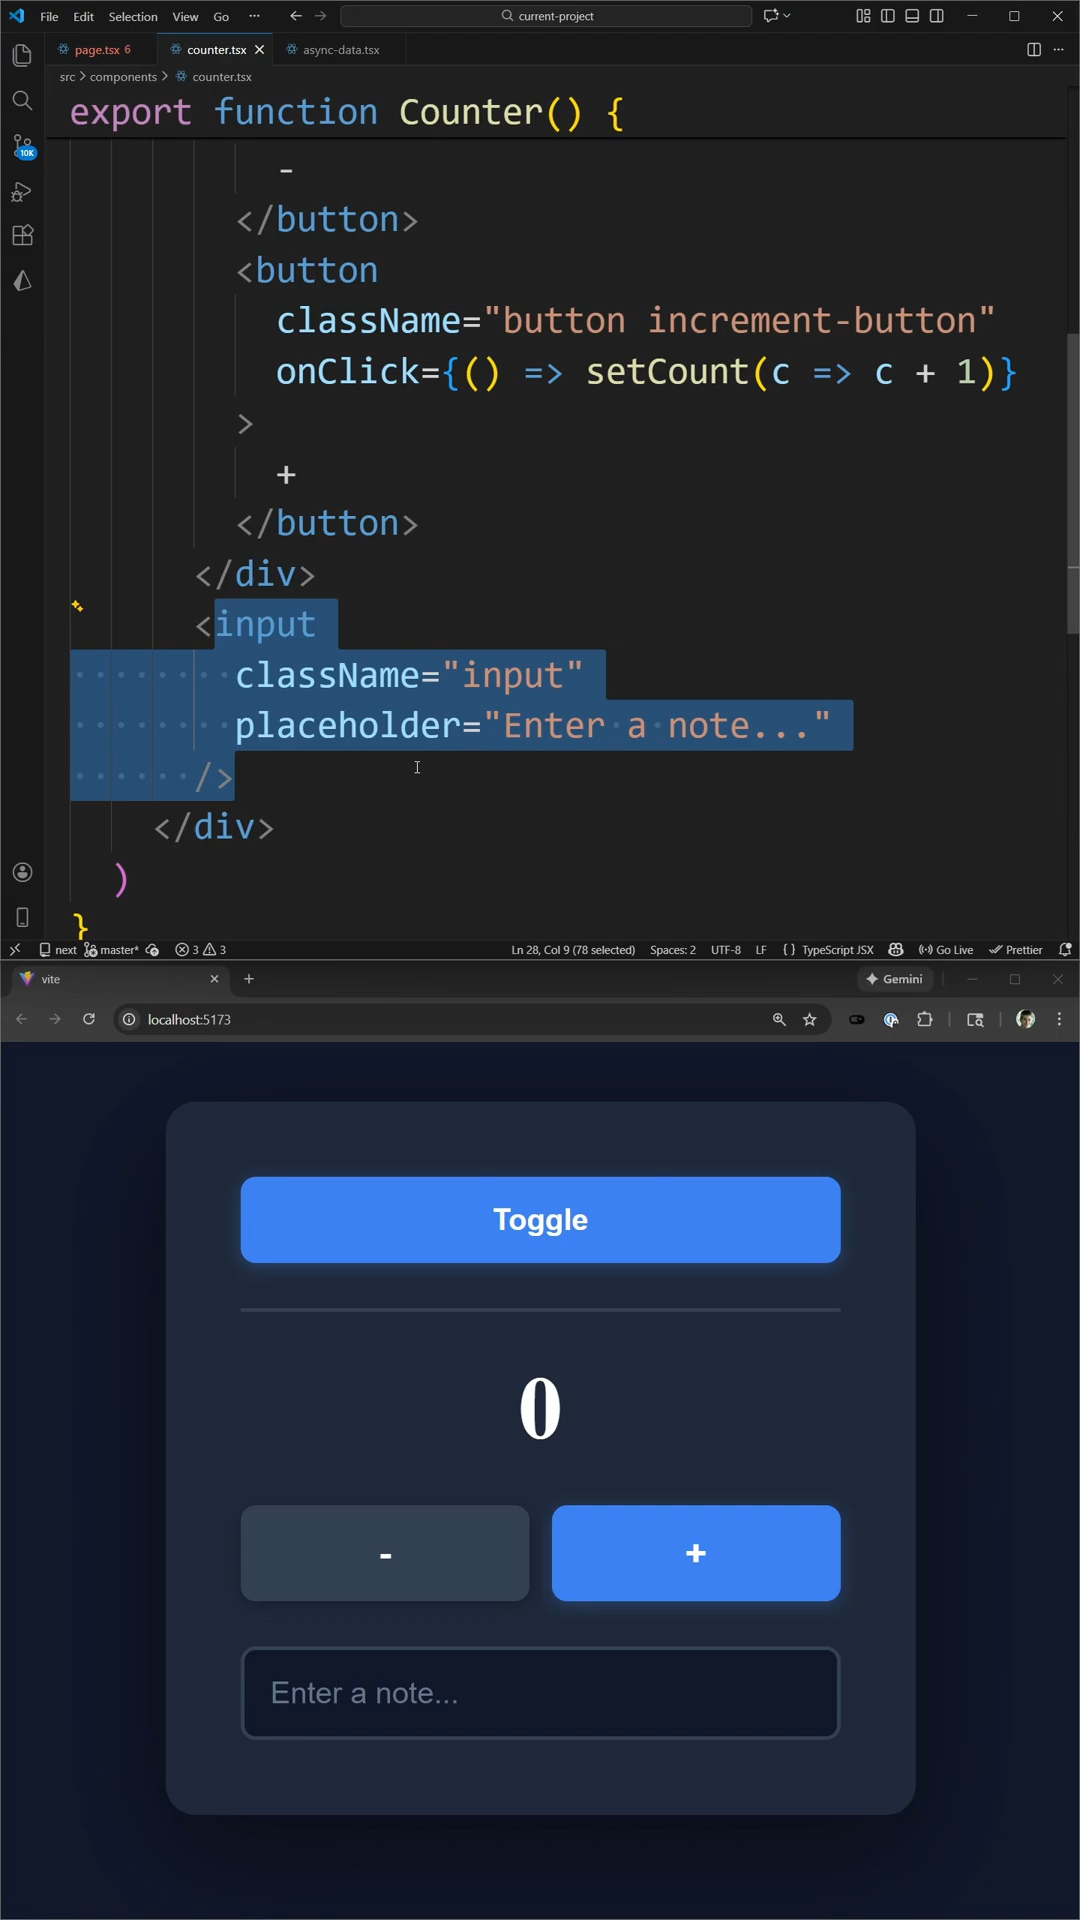 File Edit Selection View Go ··· current-project
page.tsx 6 counter.tsx async-data.tsx
src > components > counter.tsx
10K
export function Counter() {
-
</button>
<button
className="button increment-button"
onClick={() => setCount(c => c + 1)}
>
+
</button>
</div>
<input
className="input"
placeholder="Enter a note..."
/>
</div>
)
}
next master* 3 3 Ln 28, Col 9 (78 selected) Spaces: 2 UTF-8 LF {} TypeScript JSX Go Live Prettier
vite Gemini
localhost:5173
Toggle
0
- +
Enter a note...